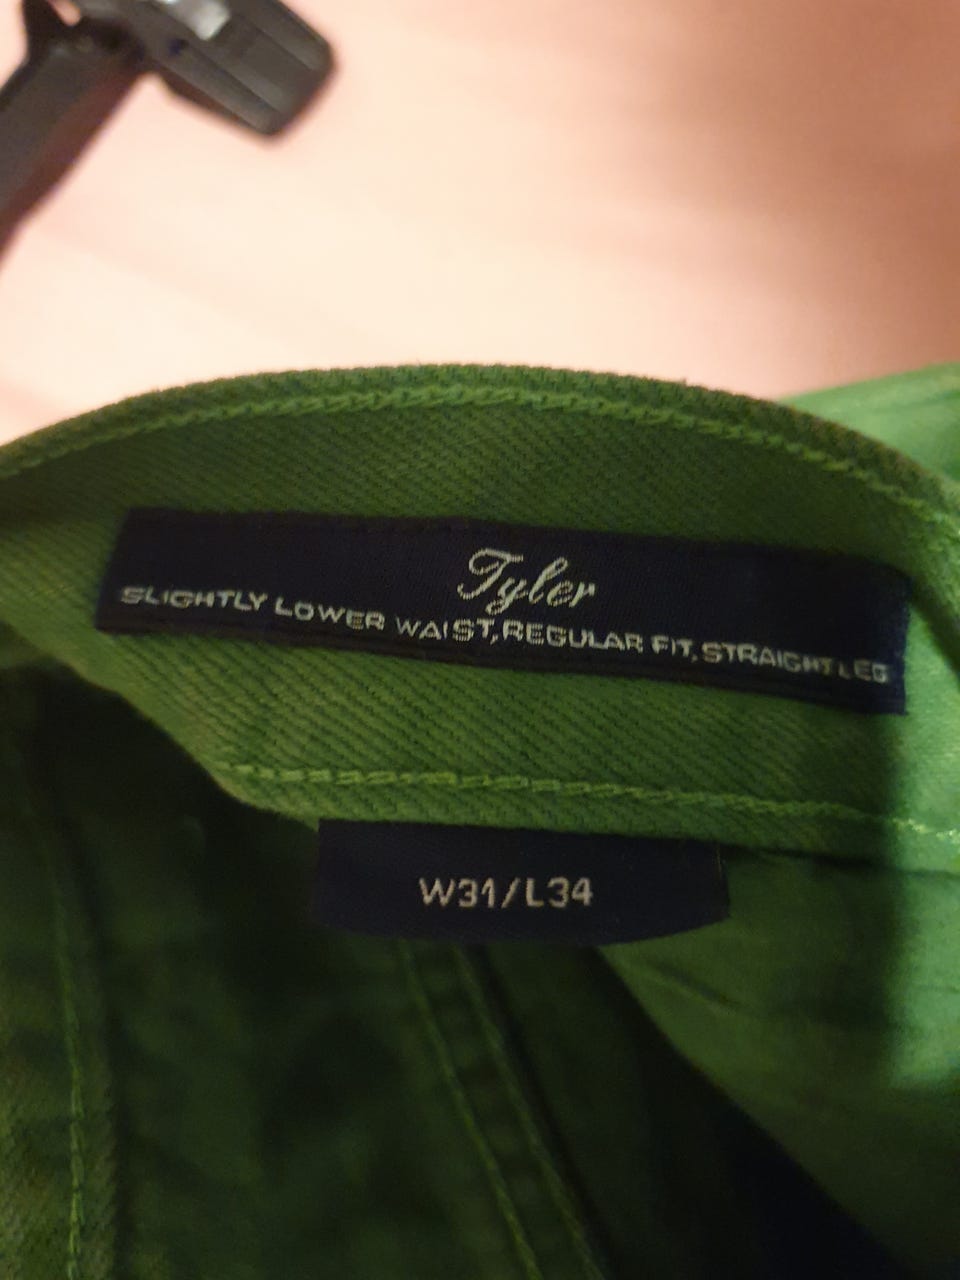 Tyler
SLIGHTLY LOWER WAIST, REGULAR FIT, STRAIGHT LEG
W31/L34